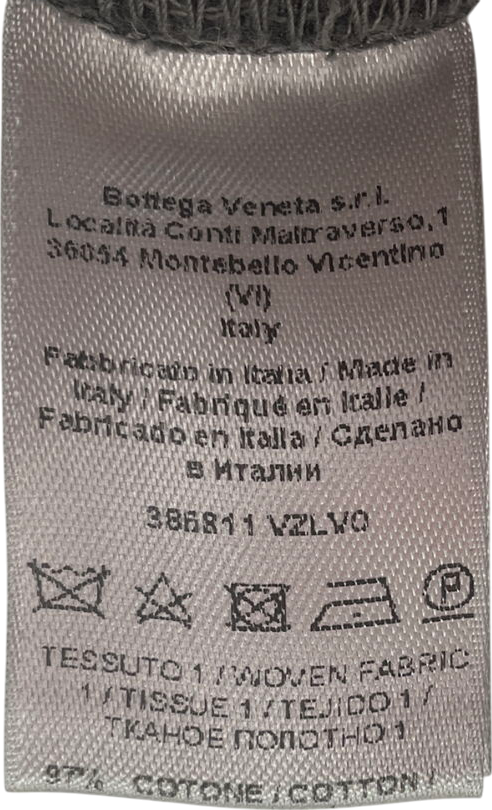 Bottega Veneta s.r.l.
Località Conti Maltraverso,1
36054 Montebello Vicentino
(VI)
Italy
Fabbricato in Italia / Made in
Italy / Fabriqué en Italie /
Fabricado en Italia / Сделано
в Италии
386811 VZLV0
TESSUTO 1 / WOVEN FABRIC
1 / TISSUE 1 / TEJIDO 1 /
ТКАНОЕ ПОЛОТНО 1
97% COTONE / COTTON /